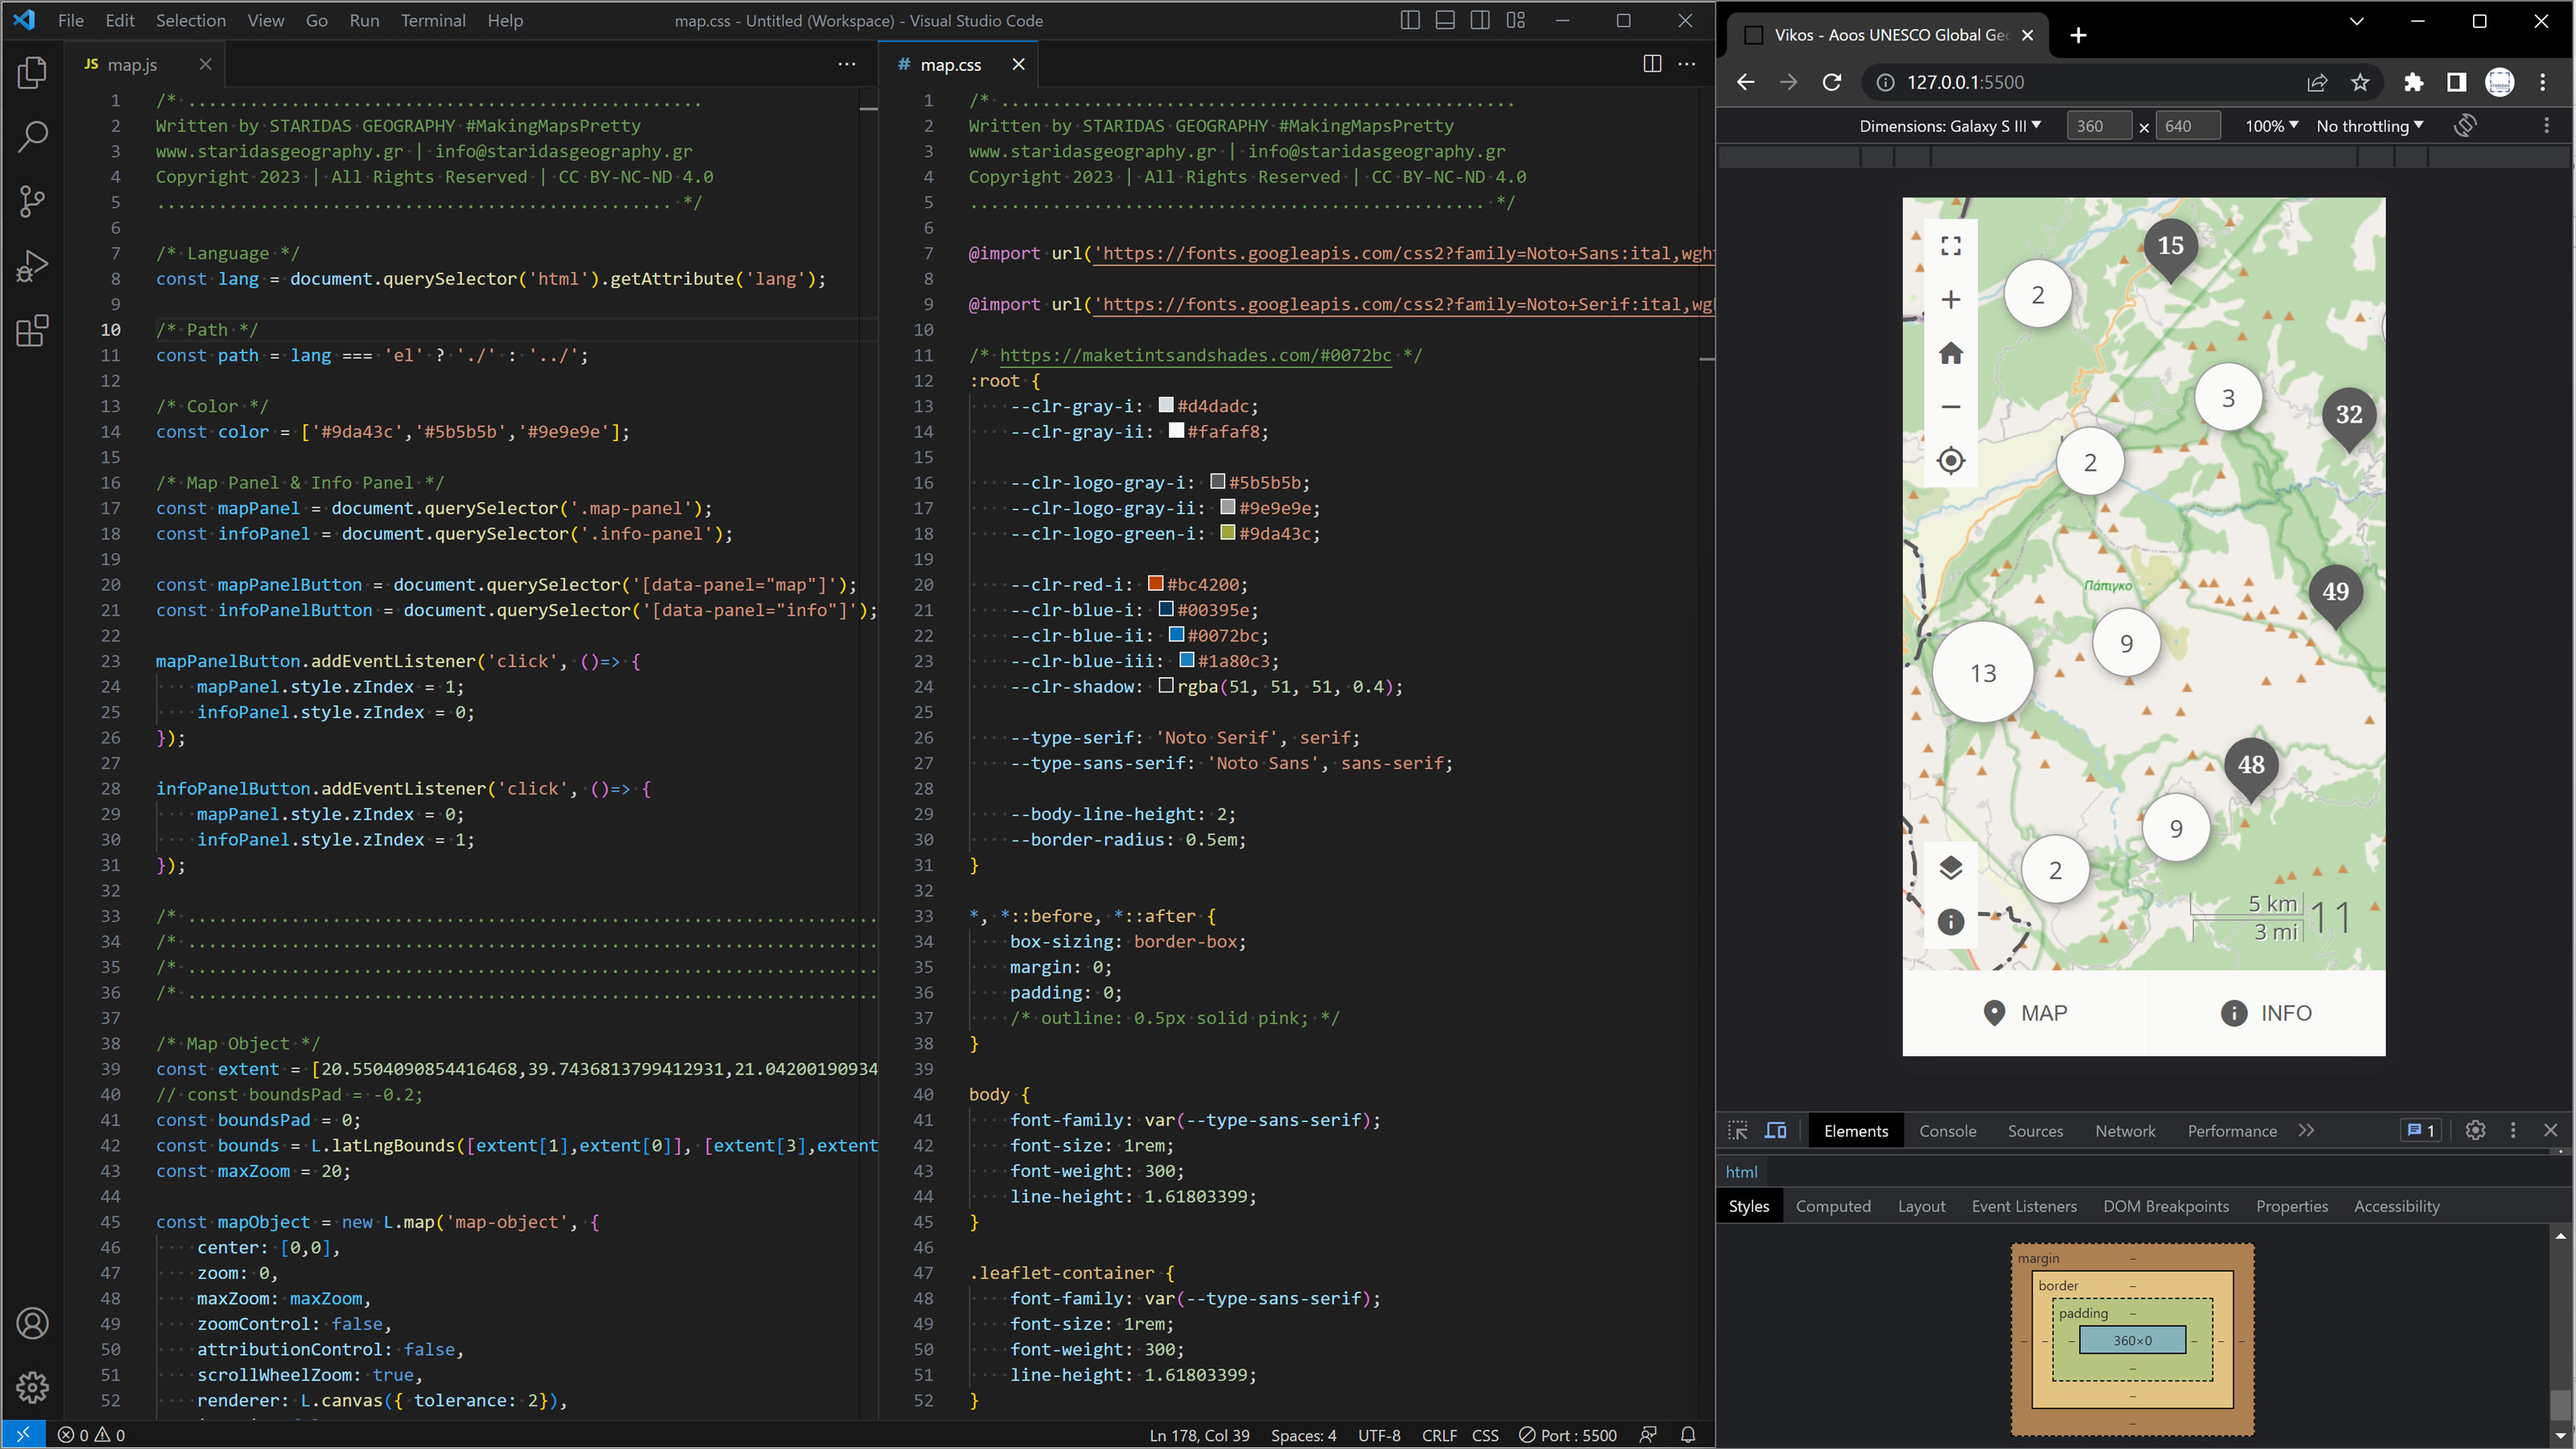 File Edit Selection View Go Run Terminal Help
map.css - Untitled (Workspace) - Visual Studio Code
JS map.js
1 /* ..................................................
2 Written by STARIDAS GEOGRAPHY #MakingMapsPretty
3 www.staridasgeography.gr | info@staridasgeography.gr
4 Copyright 2023 | All Rights Reserved | CC BY-NC-ND 4.0
5 .................................................. */
6
7 /* Language */
8 const lang = document.querySelector('html').getAttribute('lang');
9
10 /* Path */
11 const path = lang === 'el' ? './' : '../';
12
13 /* Color */
14 const color = ['#9da43c','#5b5b5b','#9e9e9e'];
15
16 /* Map Panel & Info Panel */
17 const mapPanel = document.querySelector('.map-panel');
18 const infoPanel = document.querySelector('.info-panel');
19
20 const mapPanelButton = document.querySelector('[data-panel="map"]');
21 const infoPanelButton = document.querySelector('[data-panel="info"]');
22
23 mapPanelButton.addEventListener('click', ()=> {
24 mapPanel.style.zIndex = 1;
25 infoPanel.style.zIndex = 0;
26 });
27
28 infoPanelButton.addEventListener('click', ()=> {
29 mapPanel.style.zIndex = 0;
30 infoPanel.style.zIndex = 1;
31 });
32
33 /* ..................................................
34 /* ..................................................
35 /* ..................................................
36 /* ..................................................
37
38 /* Map Object */
39 const extent = [20.5504090854416468,39.7436813799412931,21.04200190934
40 // const boundsPad = -0.2;
41 const boundsPad = 0;
42 const bounds = L.latLngBounds([extent[1],extent[0]], [extent[3],extent
43 const maxZoom = 20;
44
45 const mapObject = new L.map('map-object', {
46 center: [0,0],
47 zoom: 0,
48 maxZoom: maxZoom,
49 zoomControl: false,
50 attributionControl: false,
51 scrollWheelZoom: true,
52 renderer: L.canvas({ tolerance: 2}),
# map.css
1 /* ..................................................
2 Written by STARIDAS GEOGRAPHY #MakingMapsPretty
3 www.staridasgeography.gr | info@staridasgeography.gr
4 Copyright 2023 | All Rights Reserved | CC BY-NC-ND 4.0
5 .................................................. */
6
7 @import url('https://fonts.googleapis.com/css2?family=Noto+Sans:ital,wgh
8
9 @import url('https://fonts.googleapis.com/css2?family=Noto+Serif:ital,wg
10
11 /* https://maketintsandshades.com/#0072bc */
12 :root {
13 --clr-gray-i: #d4dadc;
14 --clr-gray-ii: #fafaf8;
15
16 --clr-logo-gray-i: #5b5b5b;
17 --clr-logo-gray-ii: #9e9e9e;
18 --clr-logo-green-i: #9da43c;
19
20 --clr-red-i: #bc4200;
21 --clr-blue-i: #00395e;
22 --clr-blue-ii: #0072bc;
23 --clr-blue-iii: #1a80c3;
24 --clr-shadow: rgba(51, 51, 51, 0.4);
25
26 --type-serif: 'Noto Serif', serif;
27 --type-sans-serif: 'Noto Sans', sans-serif;
28
29 --body-line-height: 2;
30 --border-radius: 0.5em;
31 }
32
33 *, *::before, *::after {
34 box-sizing: border-box;
35 margin: 0;
36 padding: 0;
37 /* outline: 0.5px solid pink; */
38 }
39
40 body {
41 font-family: var(--type-sans-serif);
42 font-size: 1rem;
43 font-weight: 300;
44 line-height: 1.61803399;
45 }
46
47 .leaflet-container {
48 font-family: var(--type-sans-serif);
49 font-size: 1rem;
50 font-weight: 300;
51 line-height: 1.61803399;
52 }
0 0
Ln 178, Col 39 Spaces: 4 UTF-8 CRLF CSS Port : 5500
Vikos - Aoos UNESCO Global Ge
127.0.0.1:5500
Dimensions: Galaxy S III 360 × 640 100% No throttling
15
2
3
32
2
Πάπιγκο
49
9
13
48
9
2
5 km
3 mi
11
MAP INFO
Elements Console Sources Network Performance 1
html
Styles Computed Layout Event Listeners DOM Breakpoints Properties Accessibility
margin –
border –
padding –
– – – 360×0 – – –
–
–
–